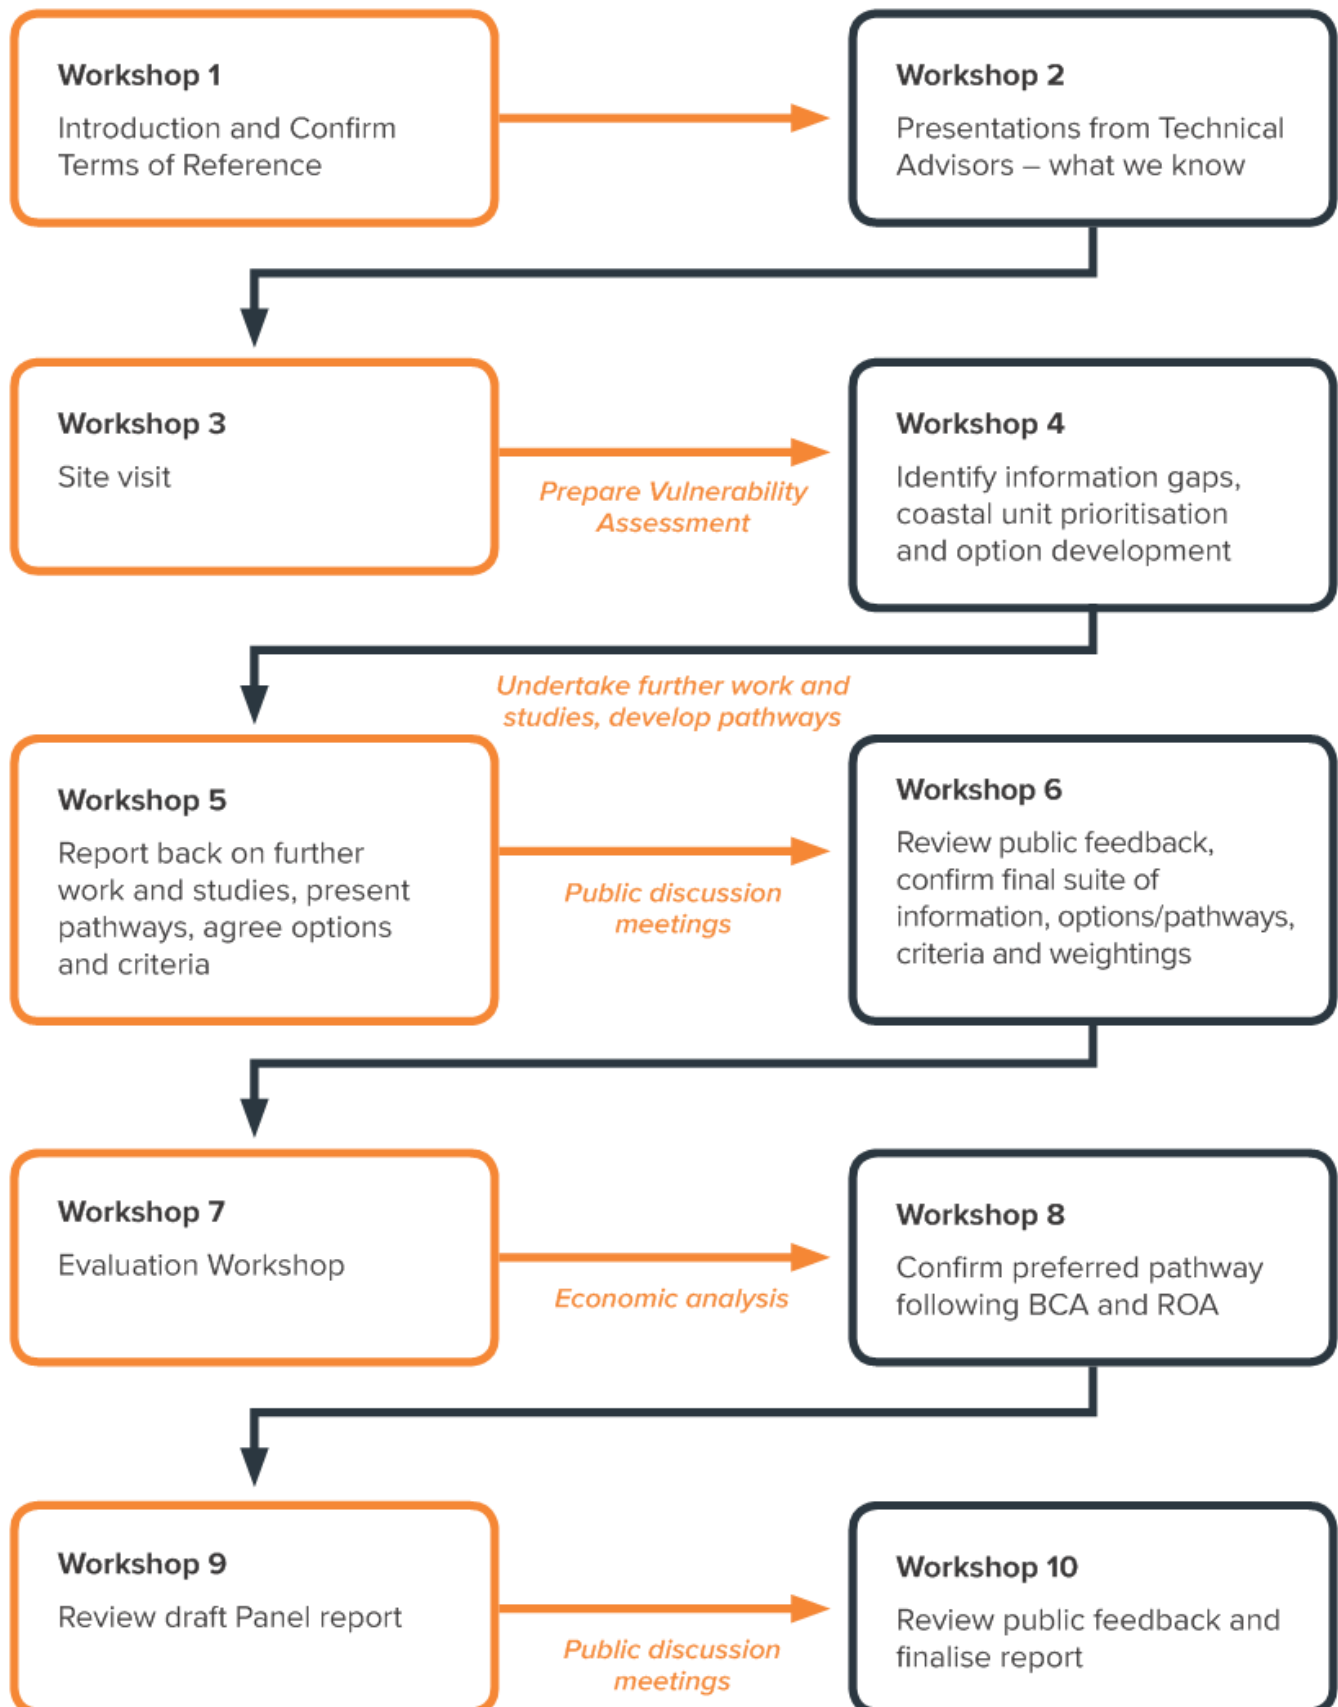 Workshop 1
Introduction and Confirm
Terms of Reference
Workshop 2
Presentations from Technical
Advisors – what we know
Workshop 3
Site visit
Prepare Vulnerability
Assessment
Workshop 4
Identify information gaps,
coastal unit prioritisation
and option development
Undertake further work and
studies, develop pathways
Workshop 5
Report back on further
work and studies, present
pathways, agree options
and criteria
Public discussion
meetings
Workshop 6
Review public feedback,
confirm final suite of
information, options/pathways,
criteria and weightings
Workshop 7
Evaluation Workshop
Economic analysis
Workshop 8
Confirm preferred pathway
following BCA and ROA
Workshop 9
Review draft Panel report
Public discussion
meetings
Workshop 10
Review public feedback and
finalise report